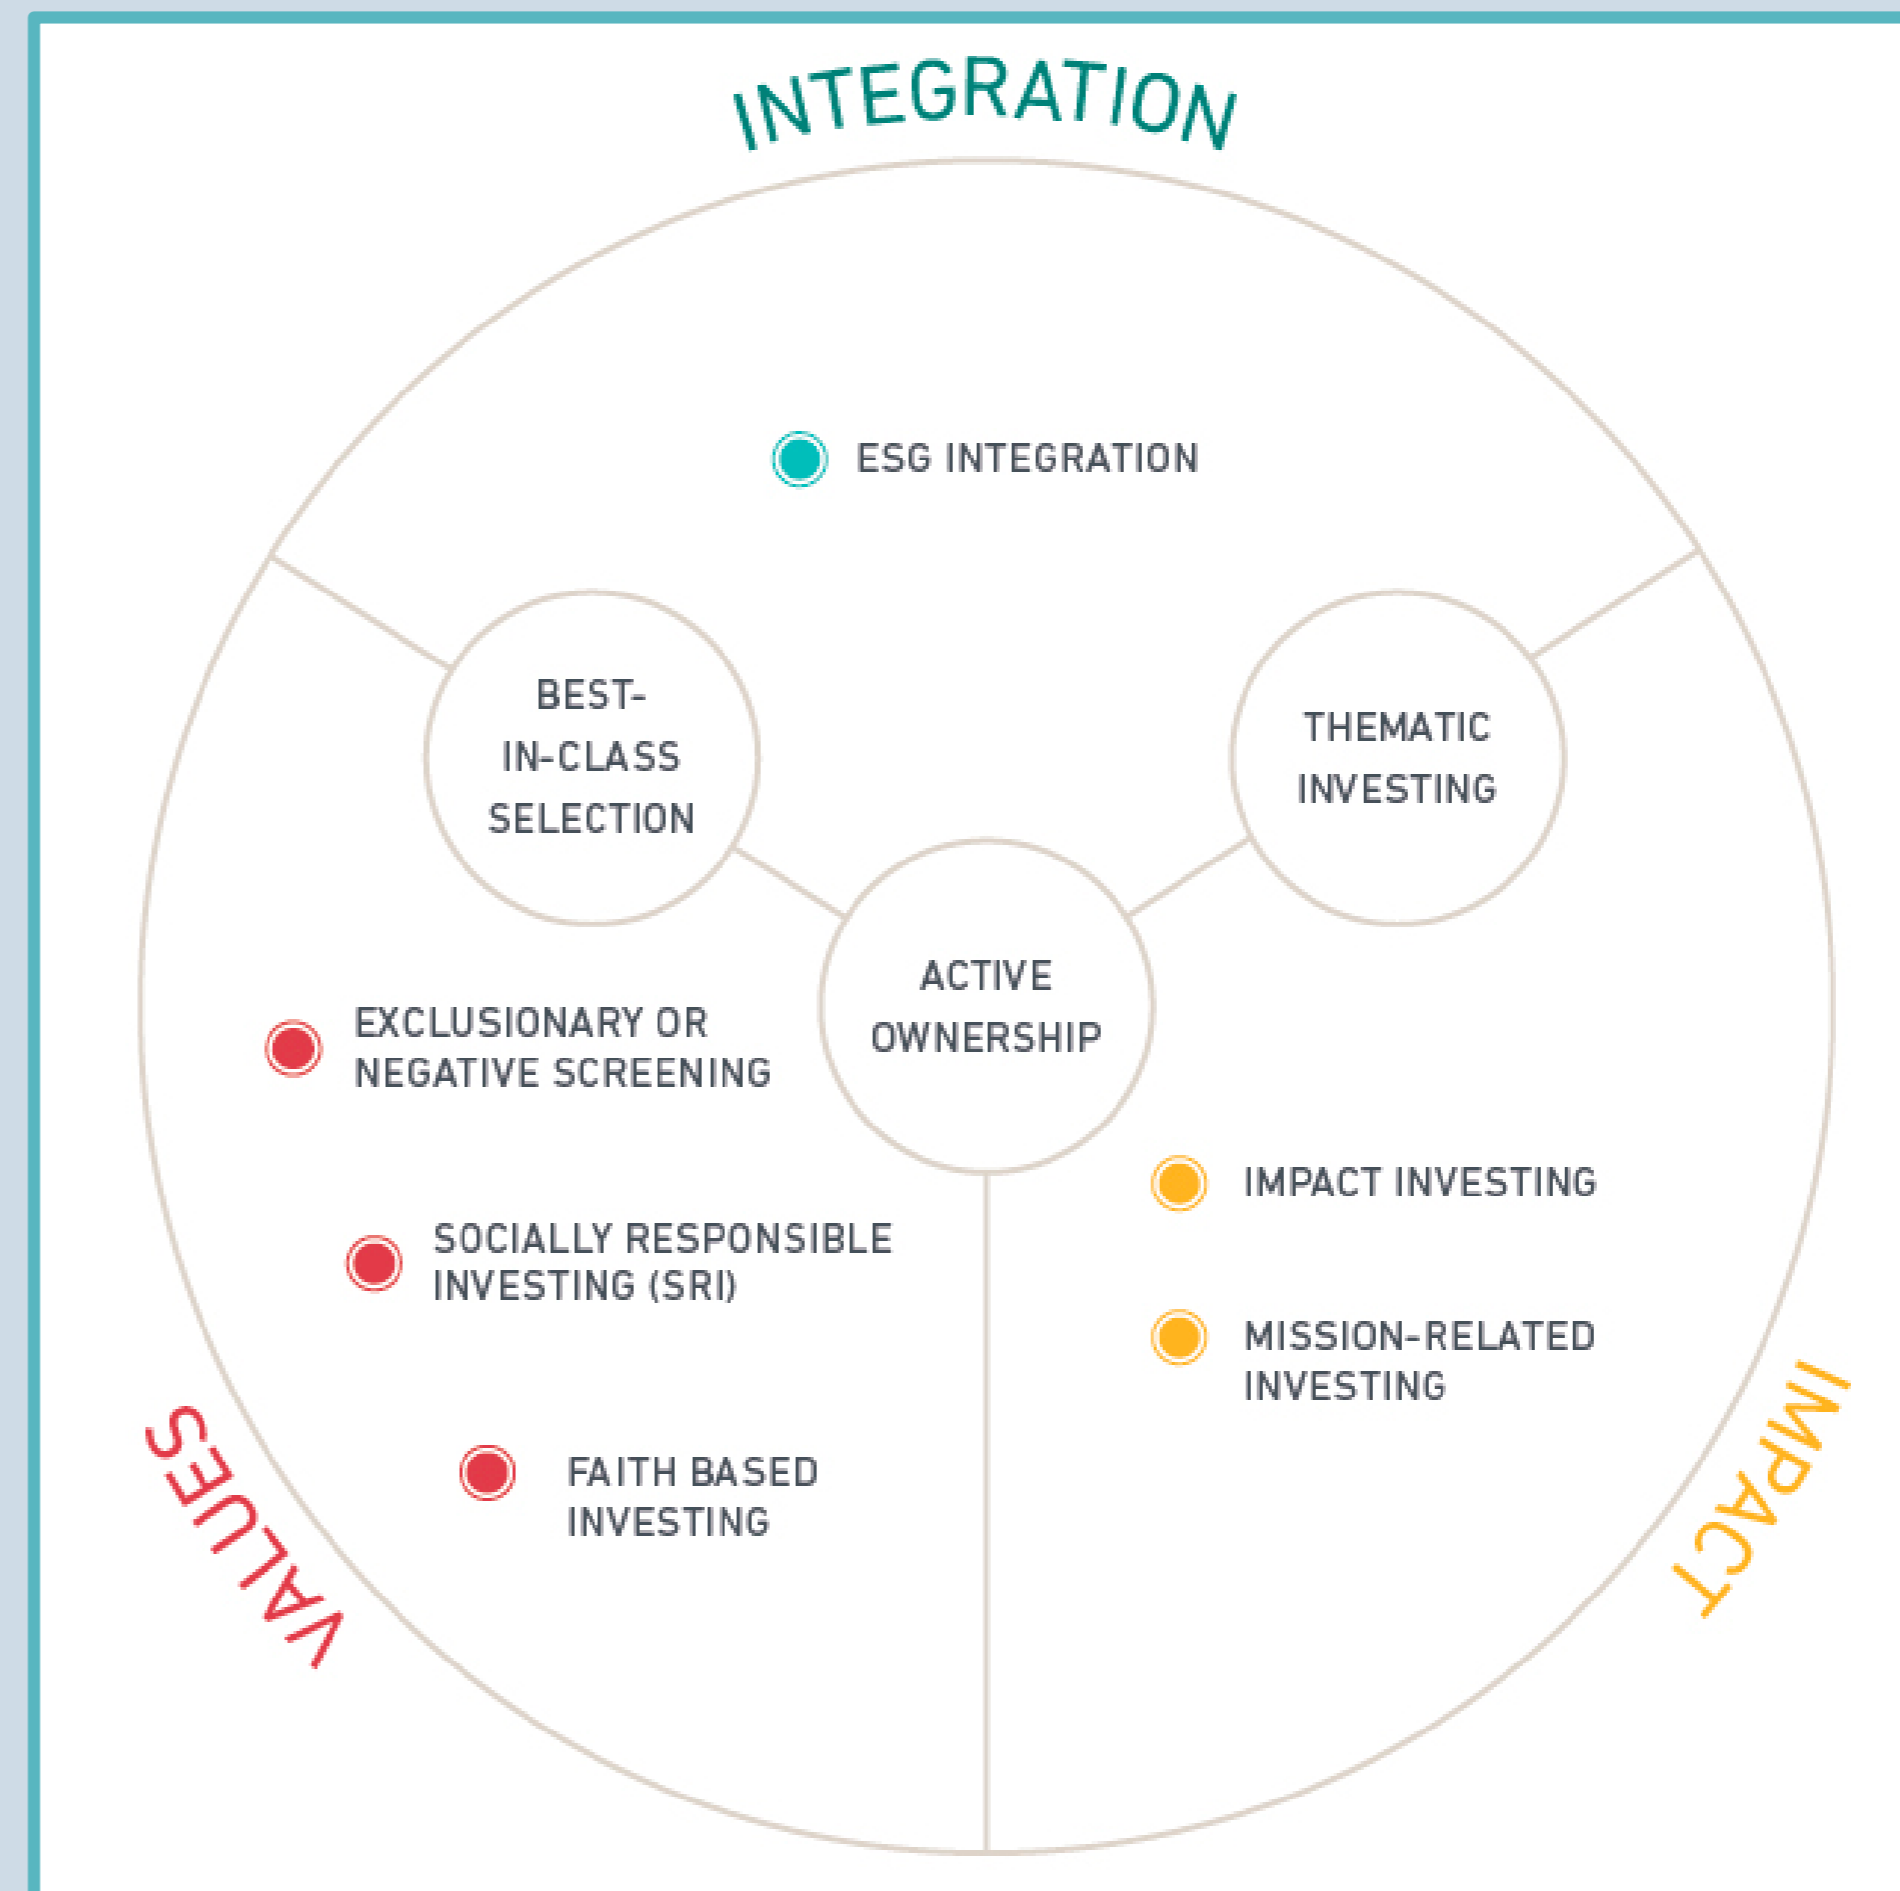 INTEGRATION
ESG INTEGRATION
BEST-
IN-CLASS
SELECTION
THEMATIC
INVESTING
ACTIVE
OWNERSHIP
EXCLUSIONARY OR
NEGATIVE SCREENING
SOCIALLY RESPONSIBLE
INVESTING (SRI)
FAITH BASED
INVESTING
IMPACT INVESTING
MISSION-RELATED
INVESTING
VALUES
IMPACT